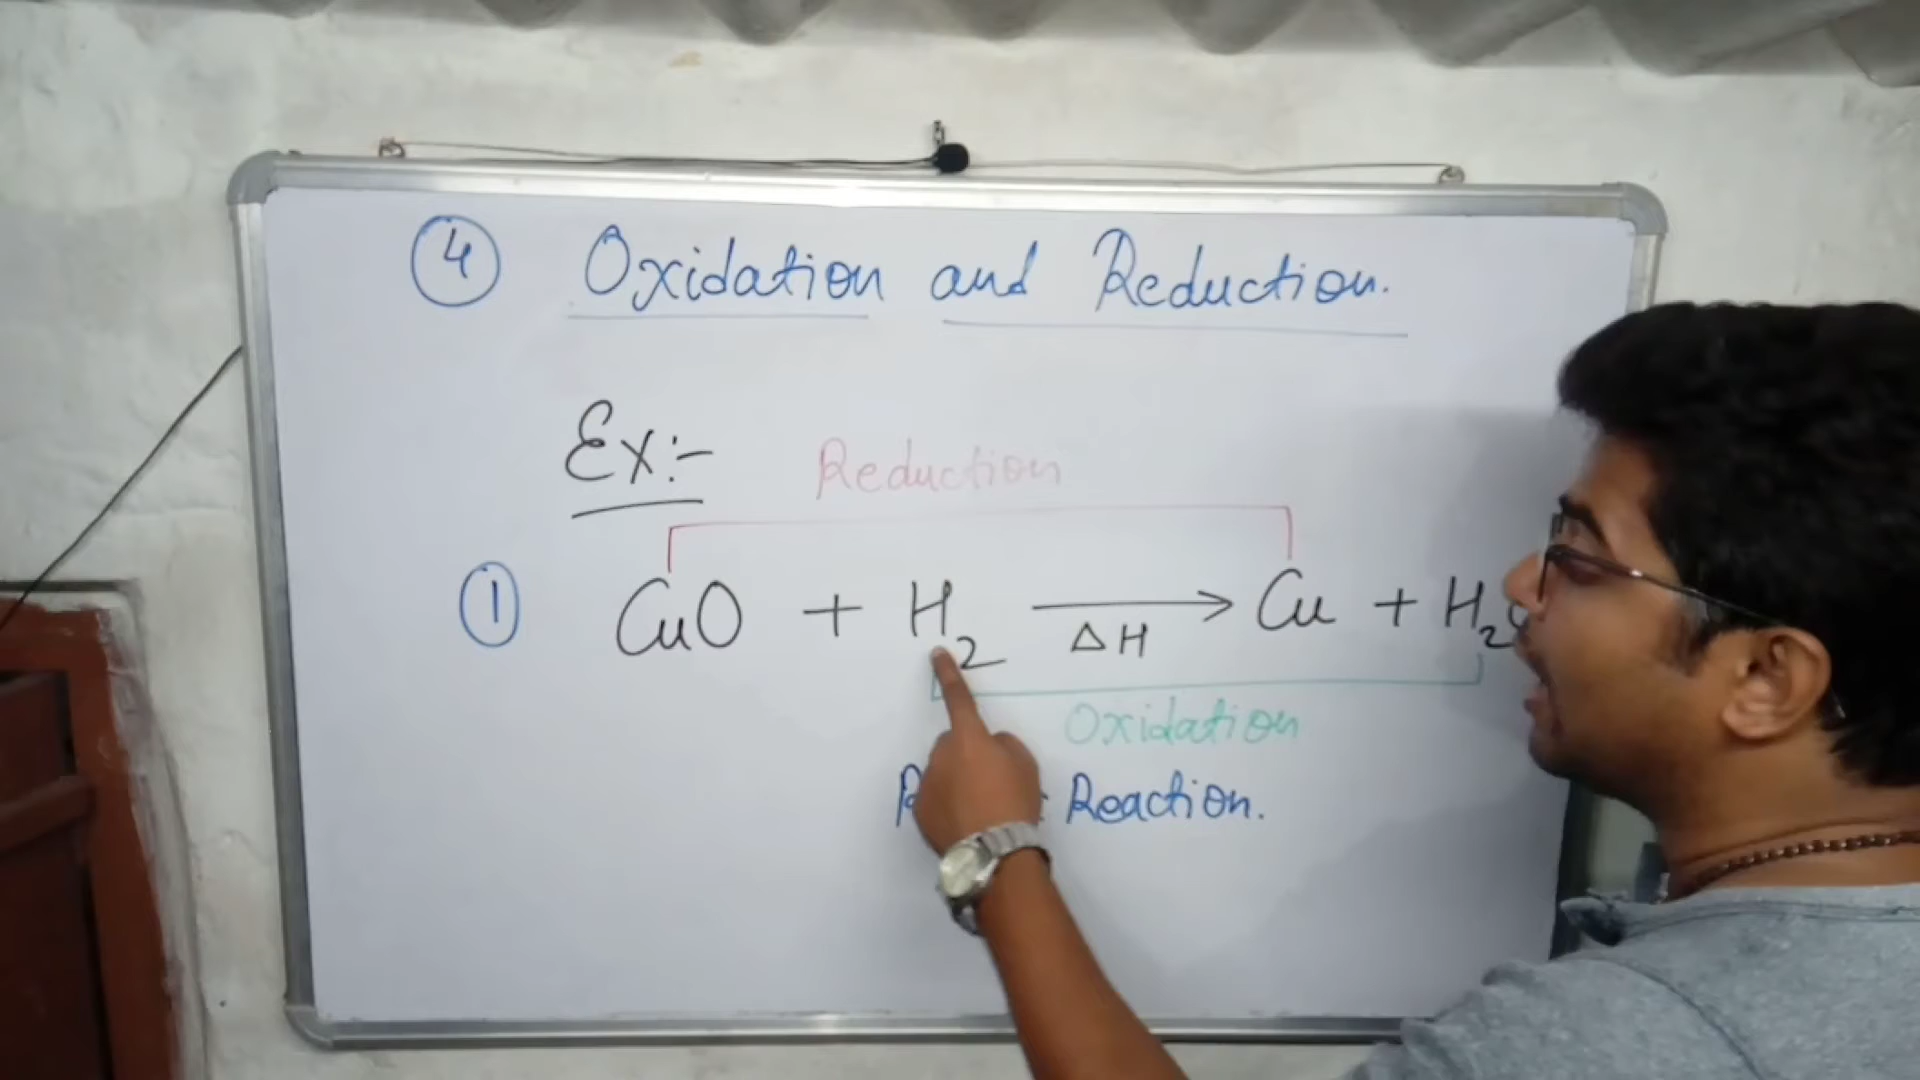 4 Oxidation and Reduction.
Ex:-
Reduction
1 CuO + H2 → Cu + H2
ΔH
Oxidation
Reaction.